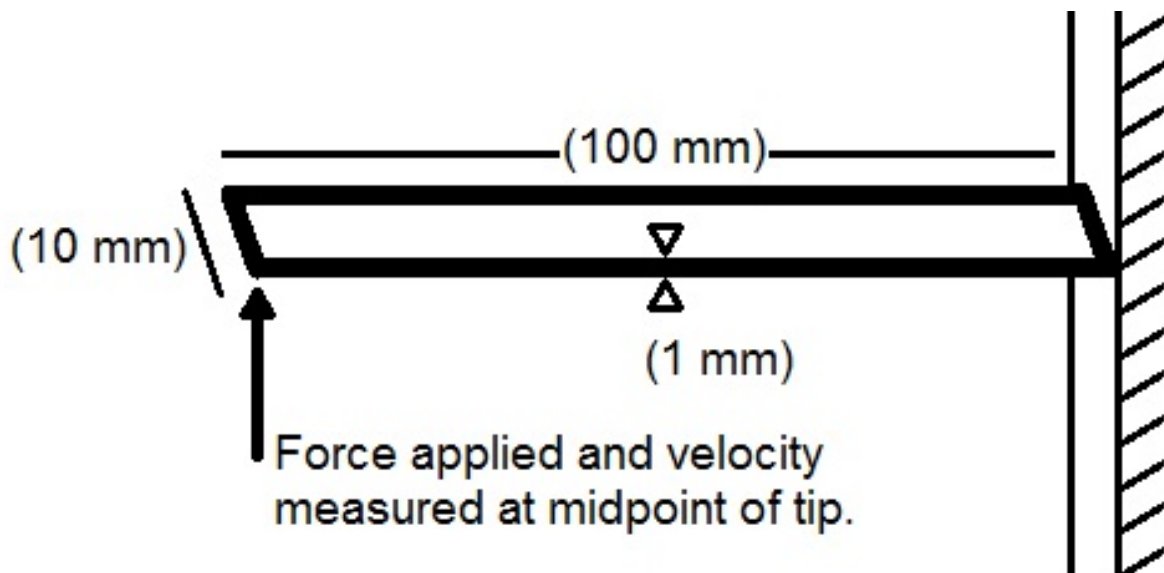 (100 mm)
(10 mm)
(1 mm)
Force applied and velocity
measured at midpoint of tip.